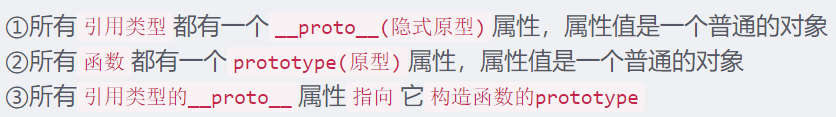 ①所有 引用类型 都有一个 __proto__(隐式原型) 属性，属性值是一个普通的对象
②所有 函数 都有一个 prototype(原型) 属性，属性值是一个普通的对象
③所有 引用类型的__proto__ 属性 指向 它 构造函数的prototype